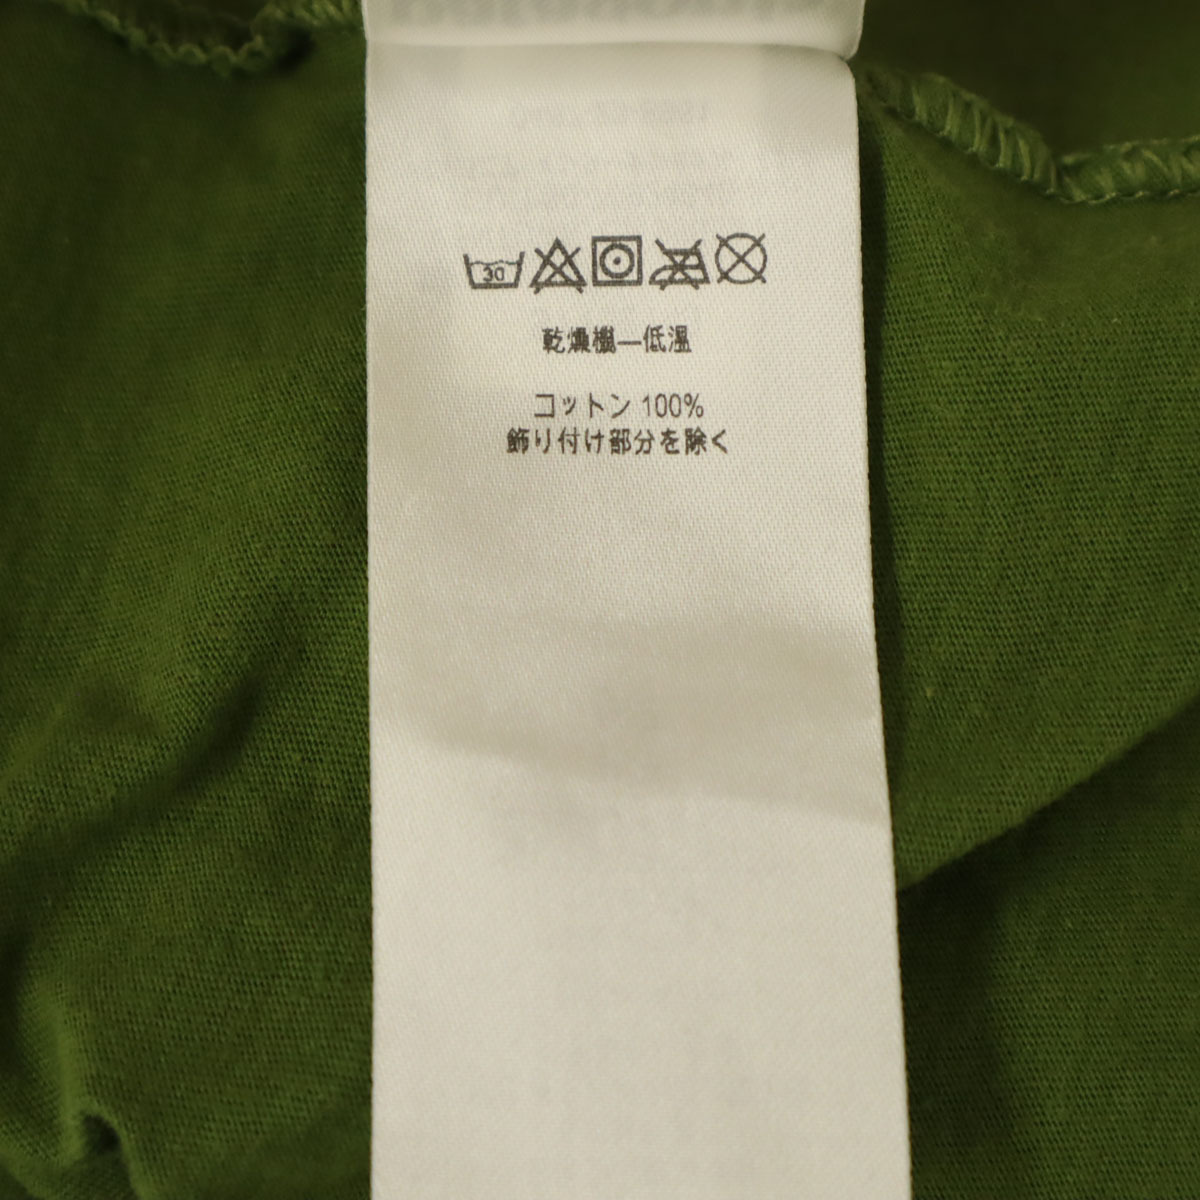 30
乾燥機—低温
コットン 100%
飾り付け部分を除く